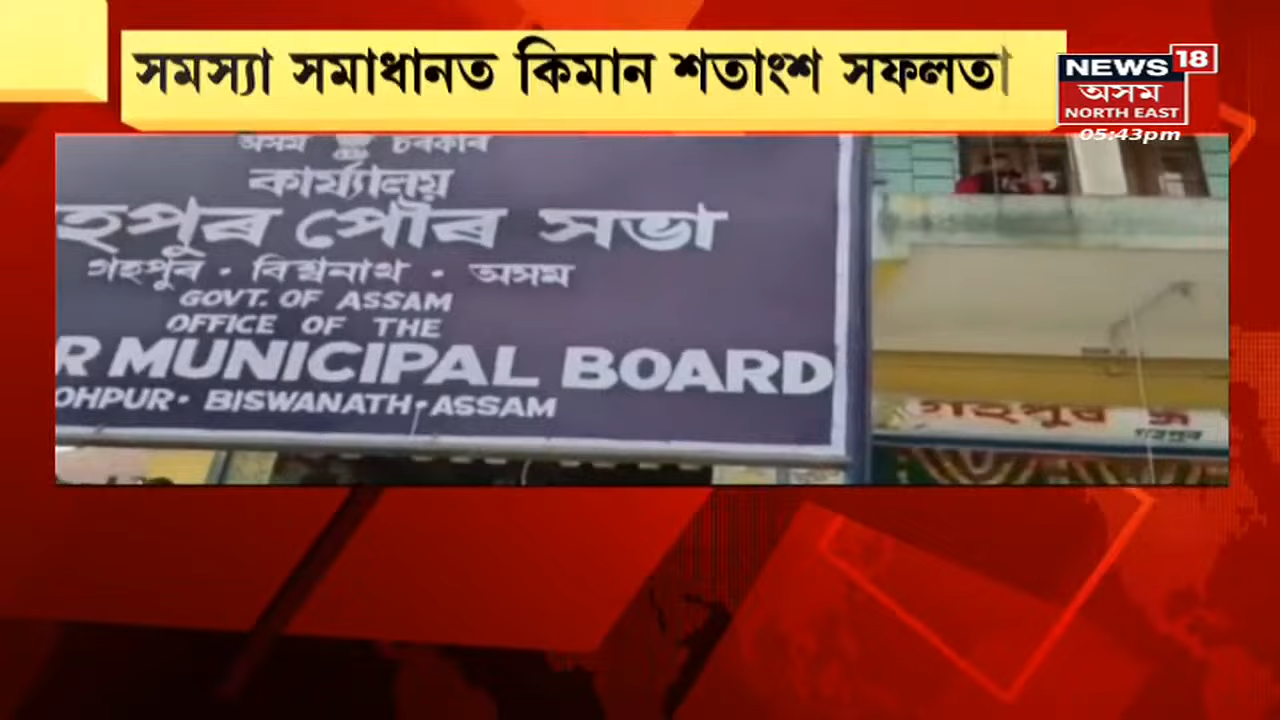 সমস্যা সমাধানত কিমান শতাংশ সফলতা
NEWS 18
অসম
NORTH EAST
05:43pm
অসম চৰকাৰ
কাৰ্য্যালয়
হপুৰ পৌৰ সভা
গহপুৰ · বিশ্বনাথ · অসম
GOVT. OF ASSAM
OFFICE OF THE
R MUNICIPAL BOARD
OHPUR · BISWANATH · ASSAM
গহপুৰ
গহপুৰ